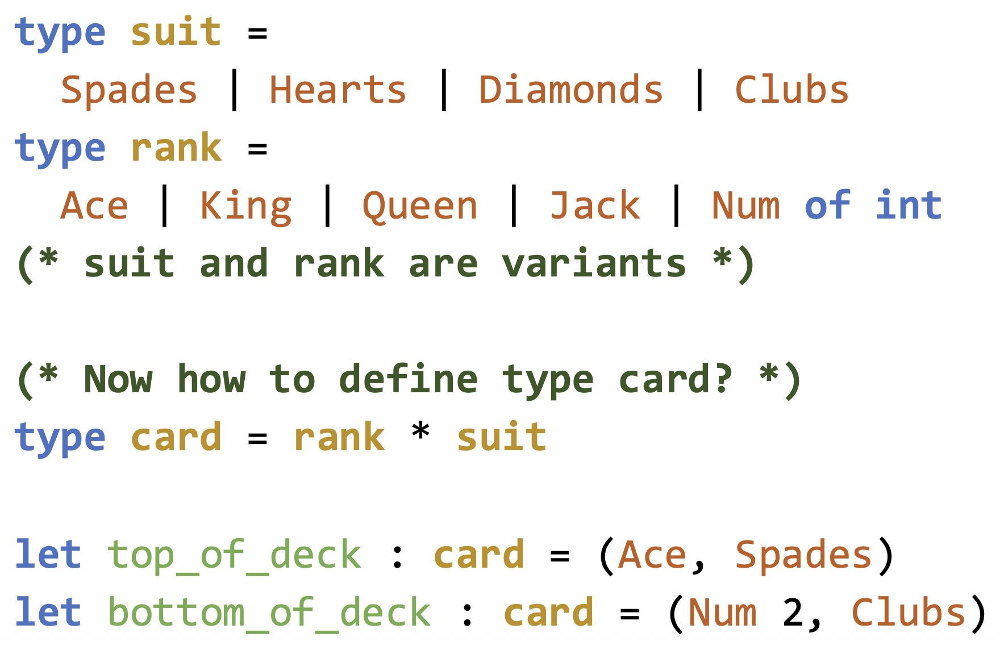 type suit =
  Spades | Hearts | Diamonds | Clubs
type rank =
  Ace | King | Queen | Jack | Num of int
(* suit and rank are variants *)
(* Now how to define type card? *)
type card = rank * suit
let top_of_deck : card = (Ace, Spades)
let bottom_of_deck : card = (Num 2, Clubs)